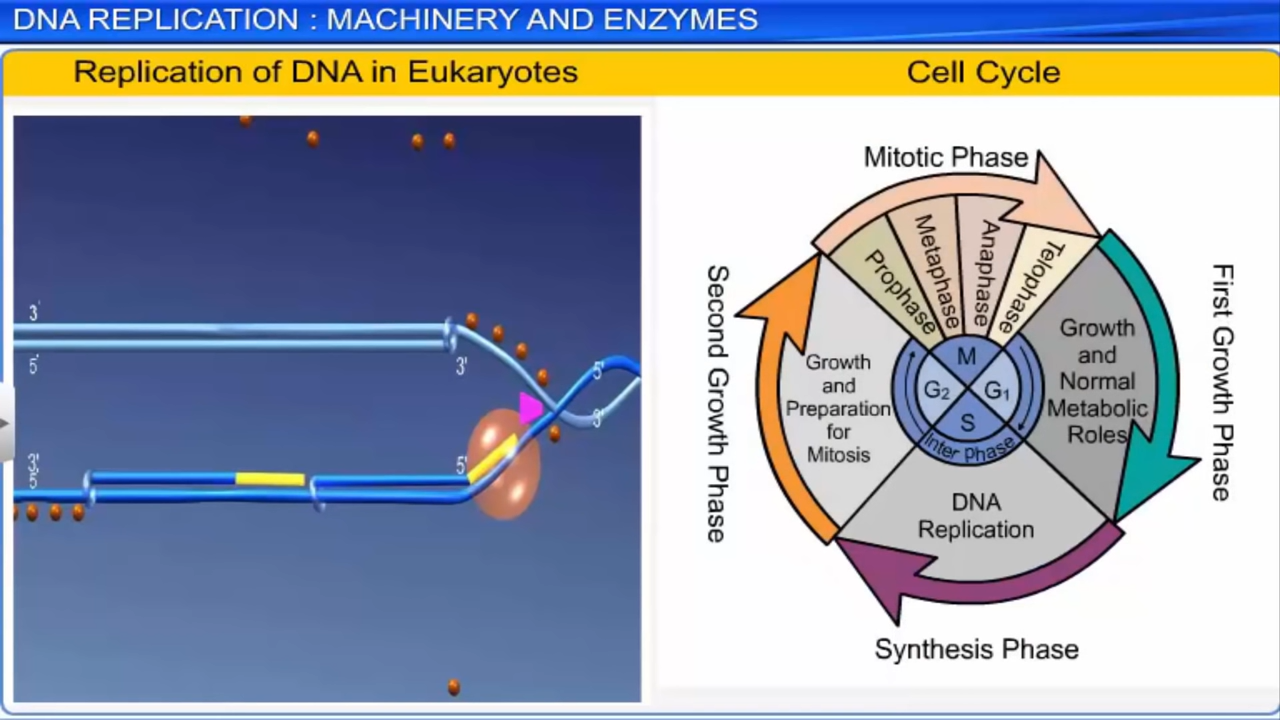 DNA REPLICATION : MACHINERY AND ENZYMES
Replication of DNA in Eukaryotes
Cell Cycle
3'
5'
3'
5'
3'
5'
3'
5'
Mitotic Phase
Prophase
Metaphase
Anaphase
Telophase
Second Growth Phase
First Growth Phase
Growth
and
Preparation
for
Mitosis
Growth
and
Normal
Metabolic
Roles
M
G₂
G₁
S
Inter phase
DNA
Replication
Synthesis Phase